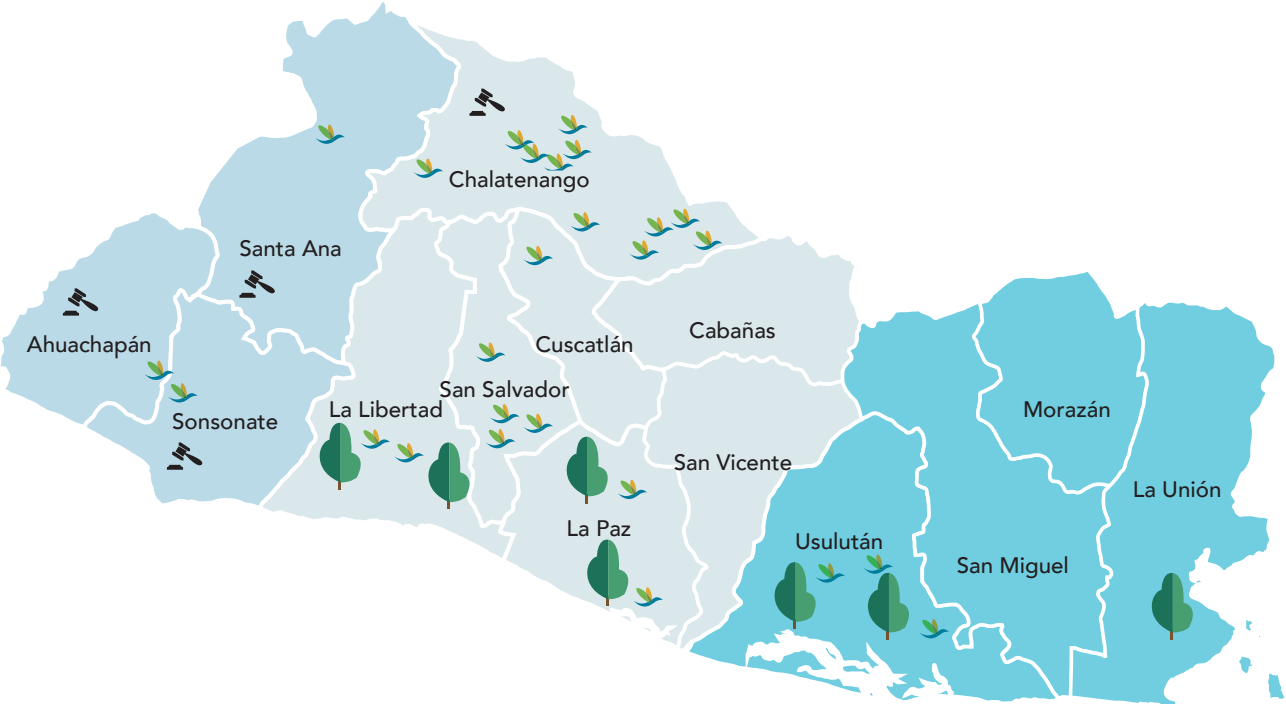 Chalatenango
Santa Ana
Cabañas
Ahuachapán
Cuscatlán
San Salvador
La Libertad
Morazán
Sonsonate
San Vicente
La Unión
La Paz
Usulután
San Miguel